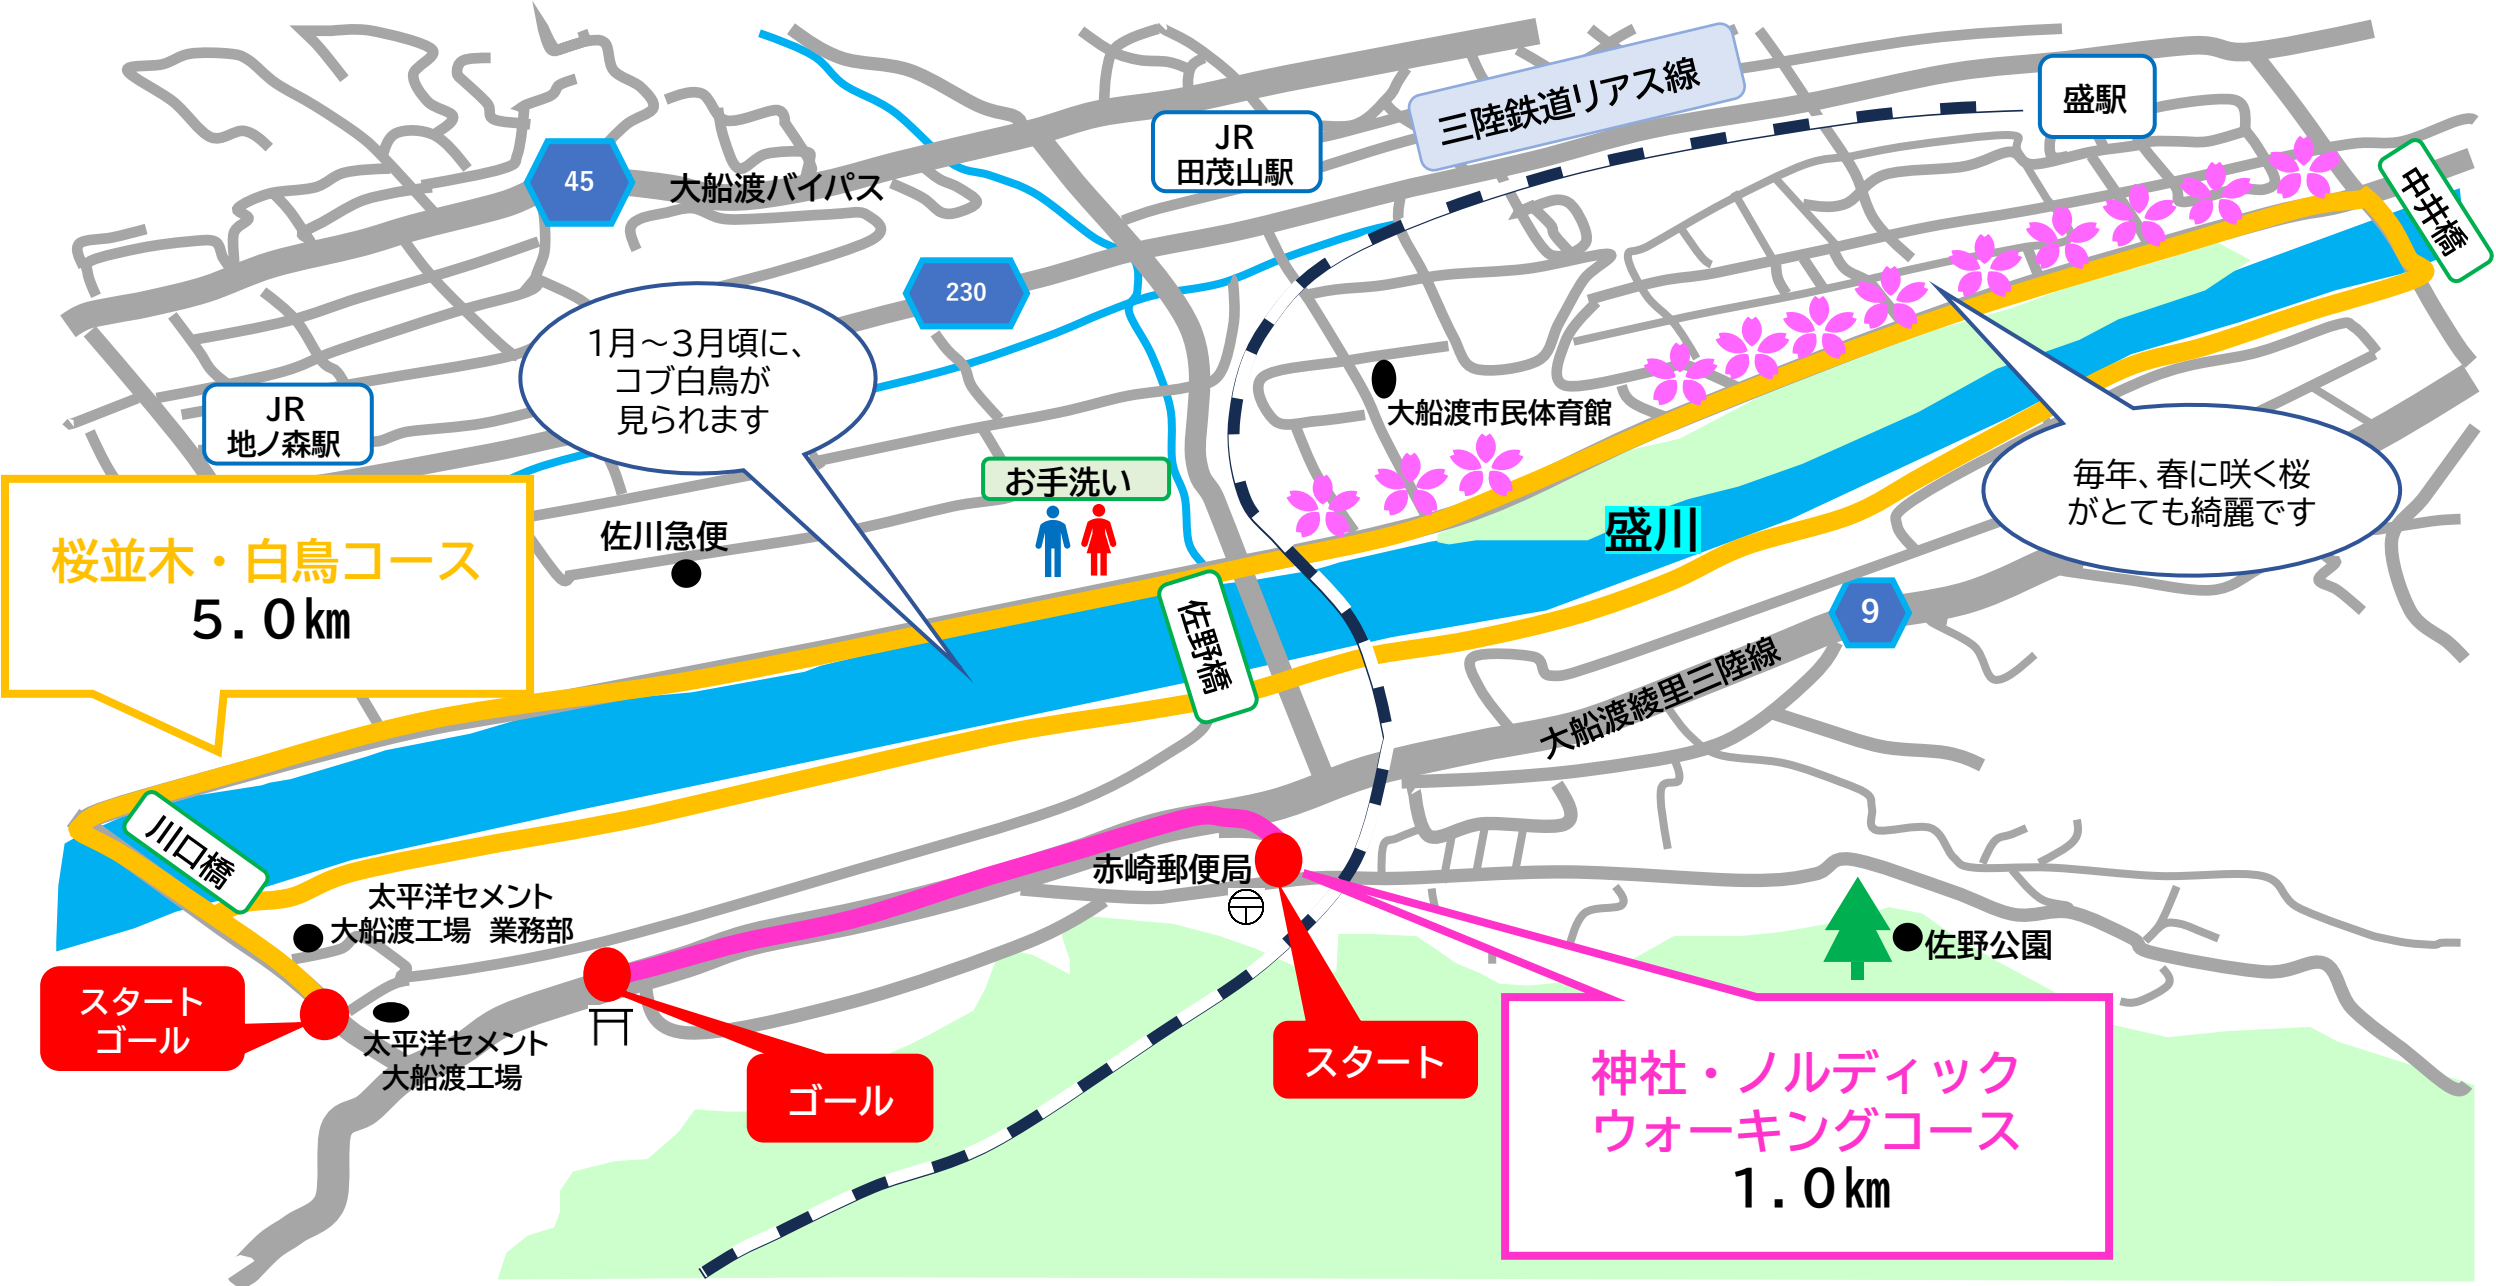 三陸鉄道リアス線
盛駅
JR
田茂山駅
45
大船渡バイパス
中井橋
230
1月～3月頃に、
コブ白鳥が
見られます
JR
地ノ森駅
大船渡市民体育館
お手洗い
毎年、春に咲く桜
がとても綺麗です
盛川
佐川急便
桜並木・白鳥コース
5.0㎞
佐野橋
9
大船渡綾里三陸線
川口橋
赤崎郵便局
太平洋セメント
大船渡工場 業務部
佐野公園
スタート
ゴール
太平洋セメント
大船渡工場
ゴール
スタート
神社・ノルディック
ウォーキングコース
1.0㎞